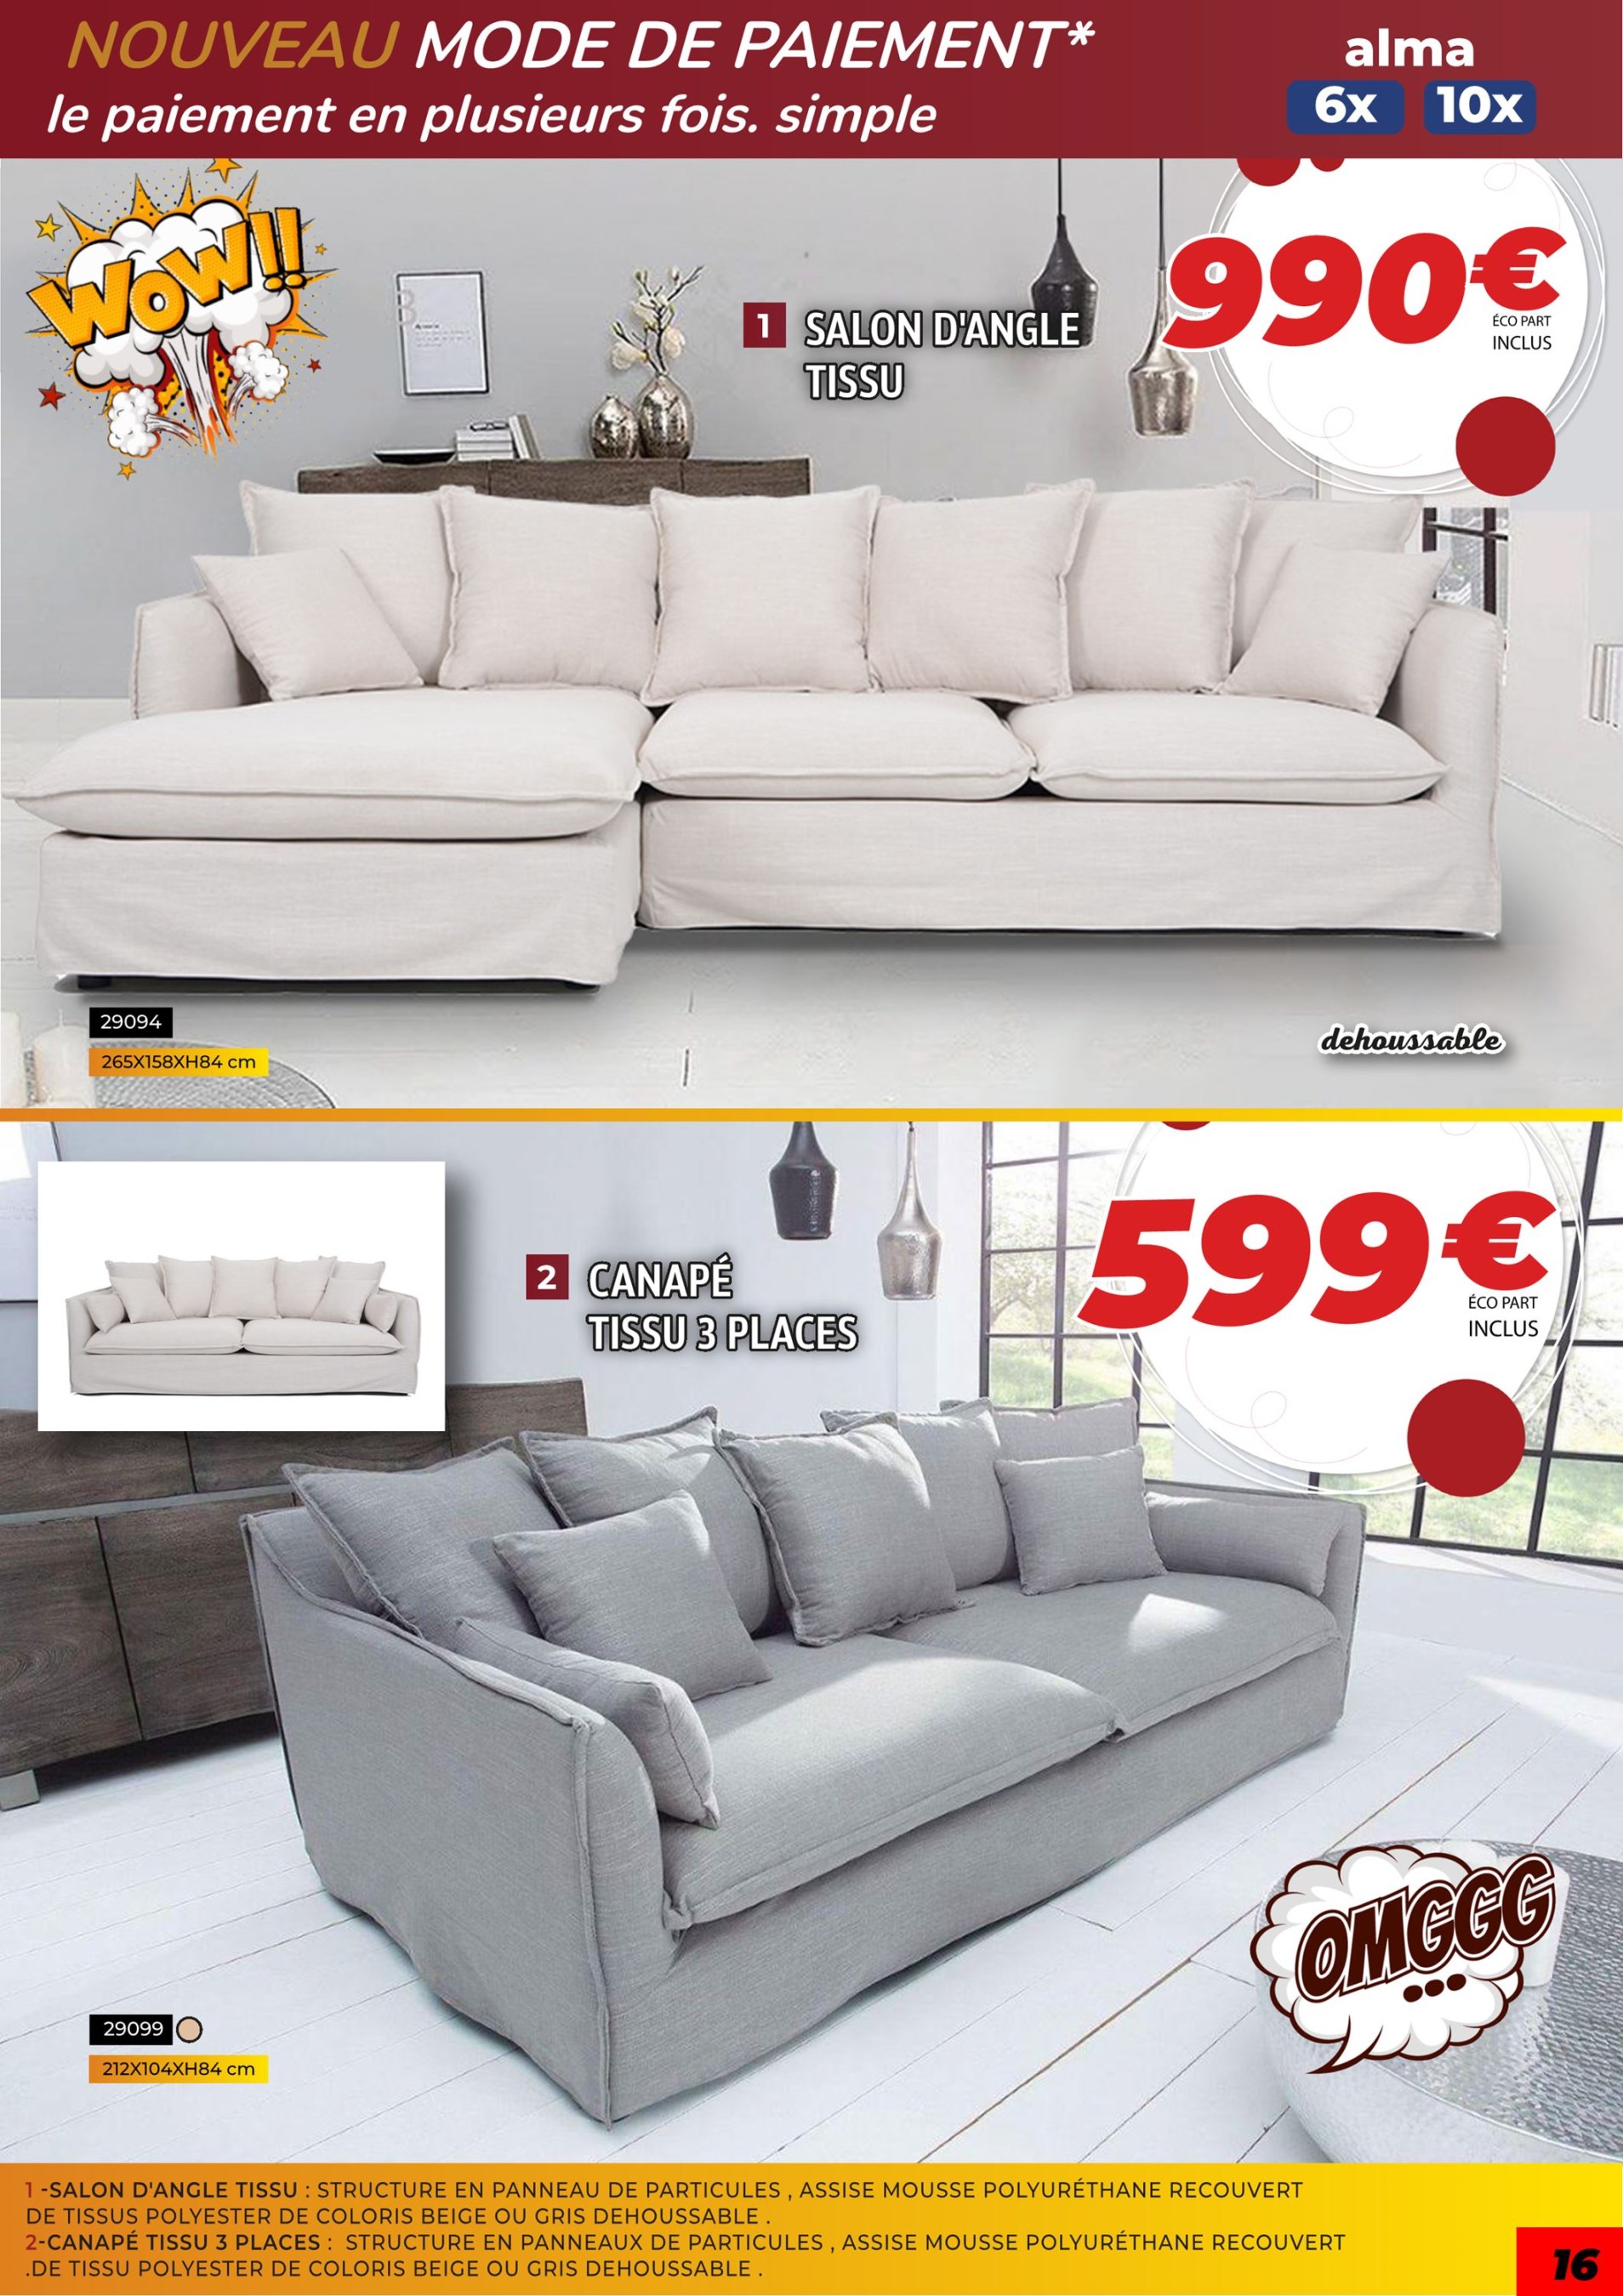 NOUVEAU MODE DE PAIEMENT*
le paiement en plusieurs fois. simple
alma
6x 10x
WOW!!
1 SALON D'ANGLE
TISSU
990€
ÉCO PART
INCLUS
29094
265X158XH84 cm
dehoussable
2 CANAPÉ
TISSU 3 PLACES
599€
ÉCO PART
INCLUS
29099
212X104XH84 cm
OMGGG
...
1 -SALON D'ANGLE TISSU : STRUCTURE EN PANNEAU DE PARTICULES , ASSISE MOUSSE POLYURÉTHANE RECOUVERT
DE TISSUS POLYESTER DE COLORIS BEIGE OU GRIS DEHOUSSABLE .
2-CANAPÉ TISSU 3 PLACES : STRUCTURE EN PANNEAUX DE PARTICULES , ASSISE MOUSSE POLYURÉTHANE RECOUVERT
.DE TISSU POLYESTER DE COLORIS BEIGE OU GRIS DEHOUSSABLE .
16